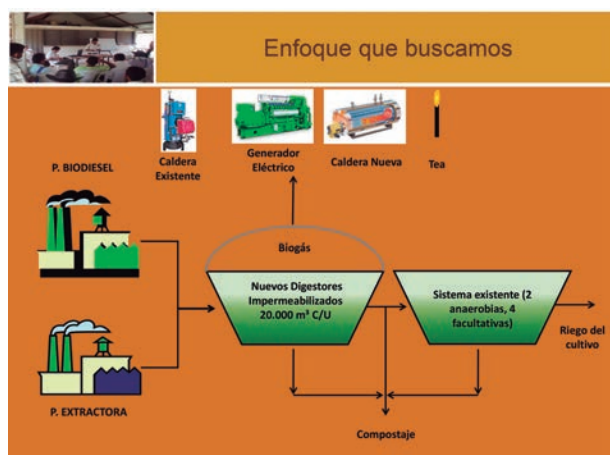 Enfoque que buscamos
Caldera
Existente
Generador
Eléctrico
Caldera Nueva
Tea
P. BIODIESEL
Biogás
Nuevos Digestores
Impermeabilizados
20.000 m³ C/U
Sistema existente (2
anaerobias, 4
facultativas)
Riego del
cultivo
P. EXTRACTORA
Compostaje